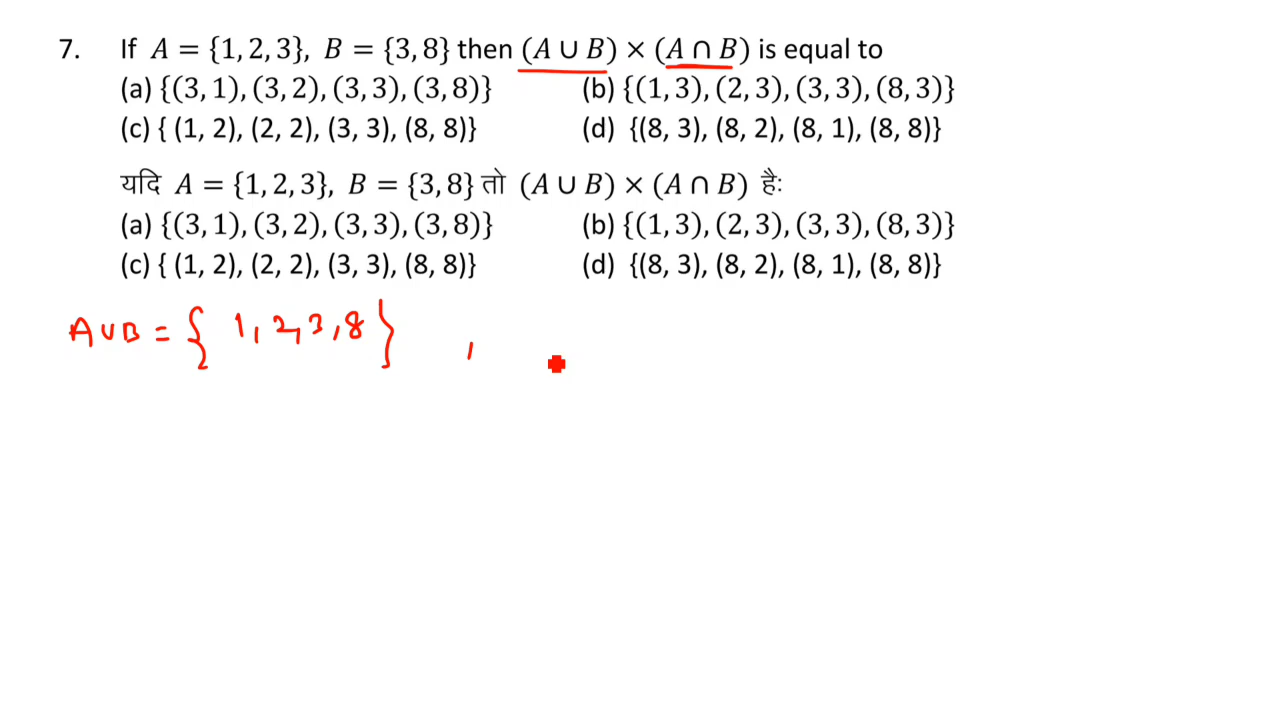 7. If A = {1, 2, 3}, B = {3, 8} then (A ∪ B) × (A ∩ B) is equal to
(a) {(3, 1), (3, 2), (3, 3), (3, 8)} (b) {(1, 3), (2, 3), (3, 3), (8, 3)}
(c) { (1, 2), (2, 2), (3, 3), (8, 8)} (d) {(8, 3), (8, 2), (8, 1), (8, 8)}
यदि A = {1, 2, 3}, B = {3, 8} तो (A ∪ B) × (A ∩ B) है:
(a) {(3, 1), (3, 2), (3, 3), (3, 8)} (b) {(1, 3), (2, 3), (3, 3), (8, 3)}
(c) { (1, 2), (2, 2), (3, 3), (8, 8)} (d) {(8, 3), (8, 2), (8, 1), (8, 8)}
A∪B = { 1, 2, 3, 8 } ,